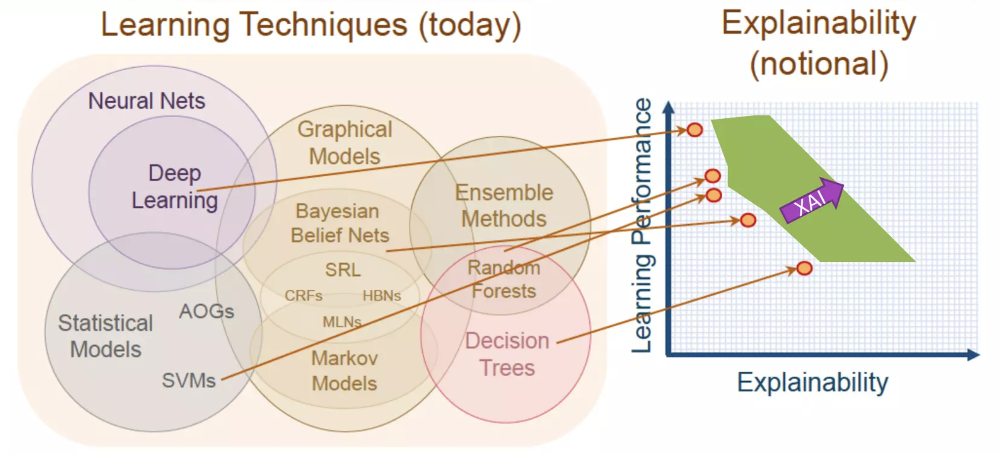 Learning Techniques (today)
Explainability
(notional)
Neural Nets
Deep
Learning
Graphical
Models
Bayesian
Belief Nets
SRL
CRFs
HBNs
MLNs
Markov
Models
Ensemble
Methods
Random
Forests
Decision
Trees
Statistical
Models
AOGs
SVMs
Learning Performance
XAI
Explainability